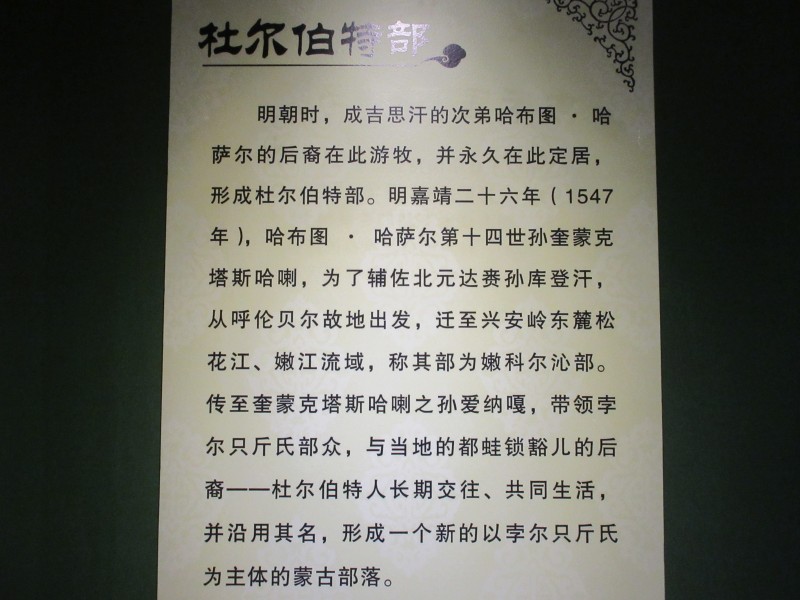 杜尔伯特部
明朝时，成吉思汗的次弟哈布图 · 哈
萨尔的后裔在此游牧，并永久在此定居，
形成杜尔伯特部。明嘉靖二十六年（1547
年），哈布图 · 哈萨尔第十四世孙奎蒙克
塔斯哈喇，为了辅佐北元达赉孙库登汗，
从呼伦贝尔故地出发，迁至兴安岭东麓松
花江、嫩江流域，称其部为嫩科尔沁部。
传至奎蒙克塔斯哈喇之孙爱纳嘎，带领孛
尔只斤氏部众，与当地的都蛙锁豁儿的后
裔——杜尔伯特人长期交往、共同生活，
并沿用其名，形成一个新的以孛尔只斤氏
为主体的蒙古部落。